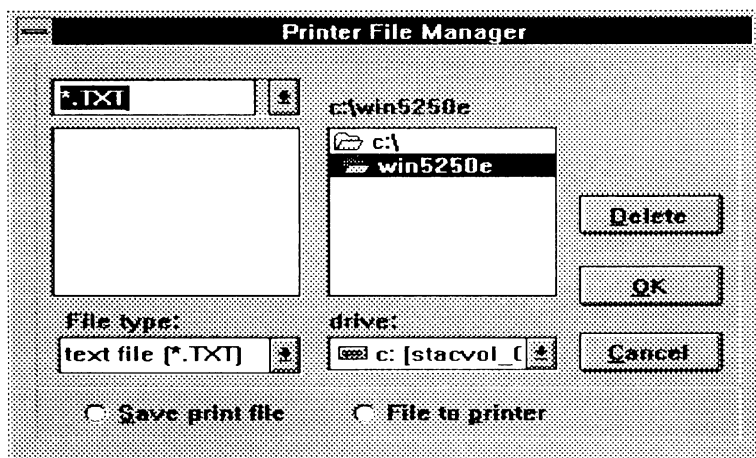 Printer File Manager
*.TXT
c:\win5250e
c:\
win5250e
Delete
OK
File type:
drive:
text file (*.TXT)
c: [stacvol_
Cancel
Save print file
File to printer